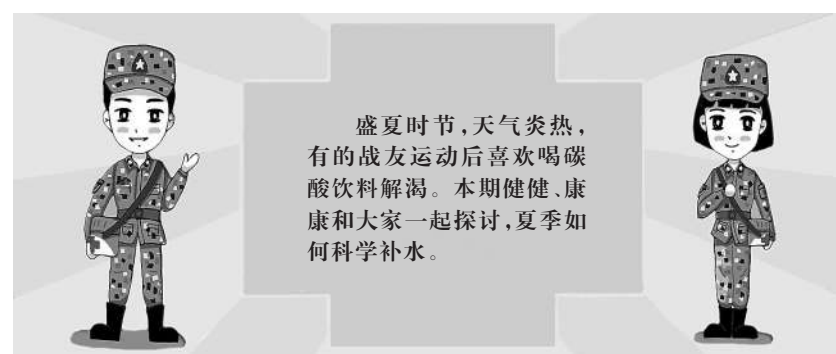 盛夏时节,天气炎热,
有的战友运动后喜欢喝碳
酸饮料解渴。本期健健、康
康和大家一起探讨,夏季如
何科学补水。